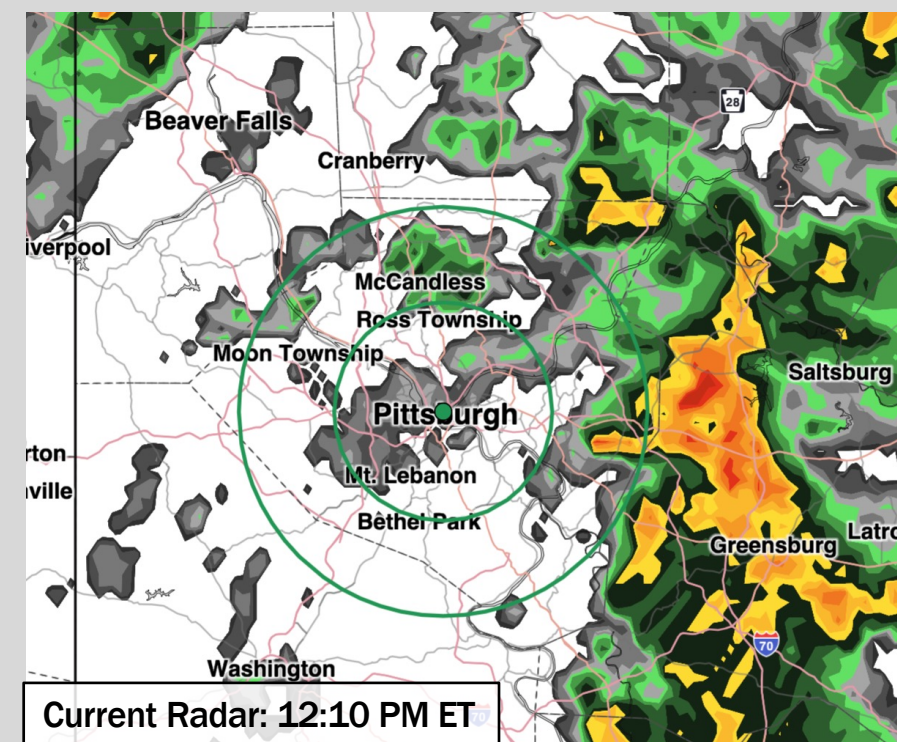 28
Beaver Falls
Cranberry
iverpool
McCandless
Ross Township
Moon Township
Saltsburg
Pittsburgh
rton
Mt. Lebanon
ville
Bethel Park
Latro
Greensburg
70
Washington
Current Radar: 12:10 PM ET
70